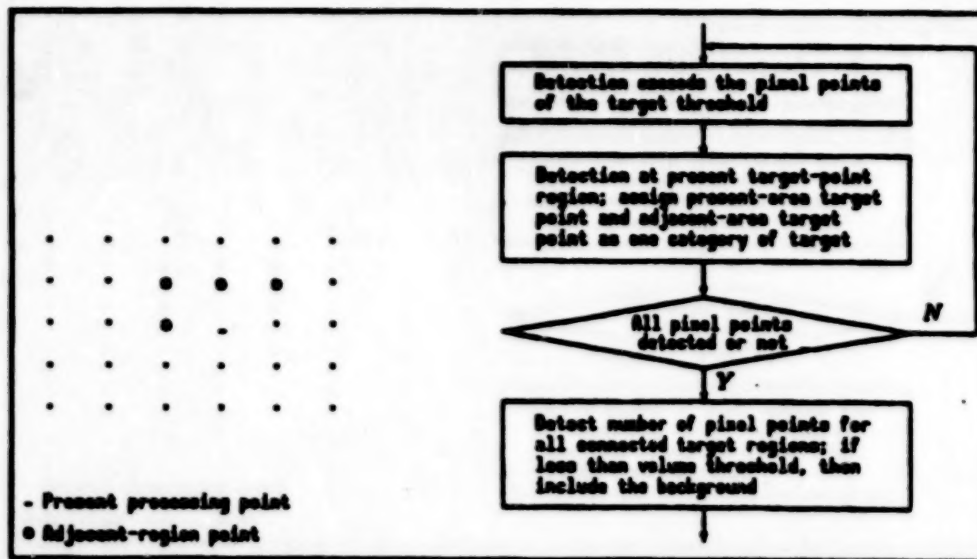 Detection exceeds the pixel points
of the target threshold
Detection at present target-point
region; assign present-area target
point and adjacent-area target
point as one category of target
All pixel points
detected or not
N
Y
Detect number of pixel points for
all connected target regions; if
less than volume threshold, then
include the background
- Present processing point
● Adjacent-region point